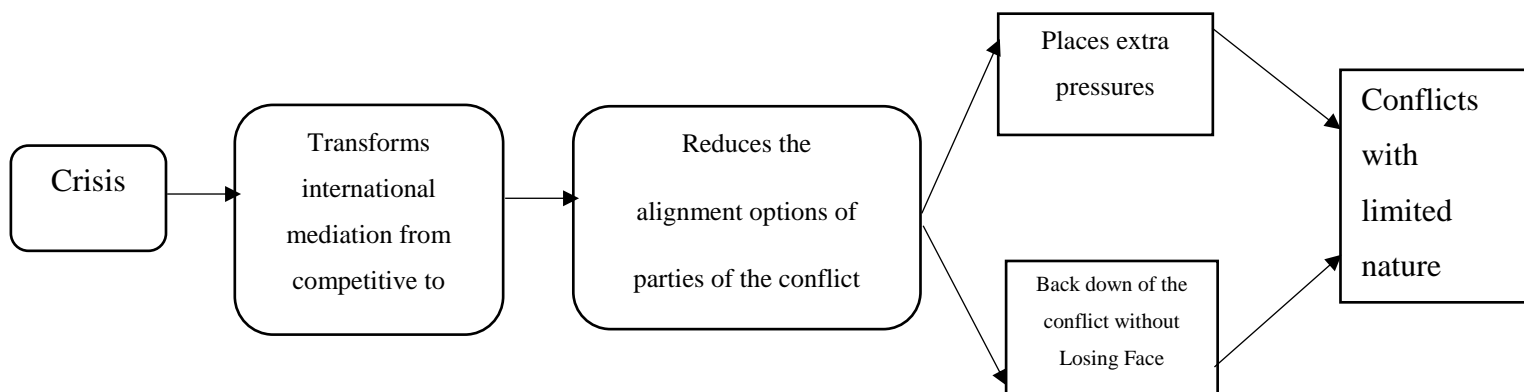 Crisis
Transforms
international
mediation from
competitive to
Reduces the
alignment options of
parties of the conflict
Places extra
pressures
Back down of the
conflict without
Losing Face
Conflicts
with
limited
nature